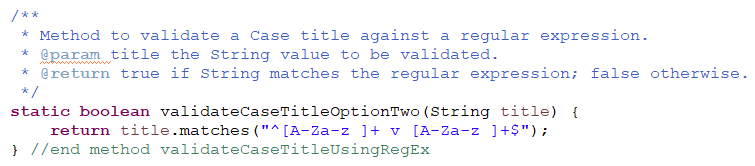 /**
 * Method to validate a Case title against a regular expression.
 * @param title the String value to be validated.
 * @return true if String matches the regular expression; false otherwise.
 */
static boolean validateCaseTitleOptionTwo(String title) {
    return title.matches("^[A-Za-z ]+ v [A-Za-z ]+$");
} //end method validateCaseTitleUsingRegEx